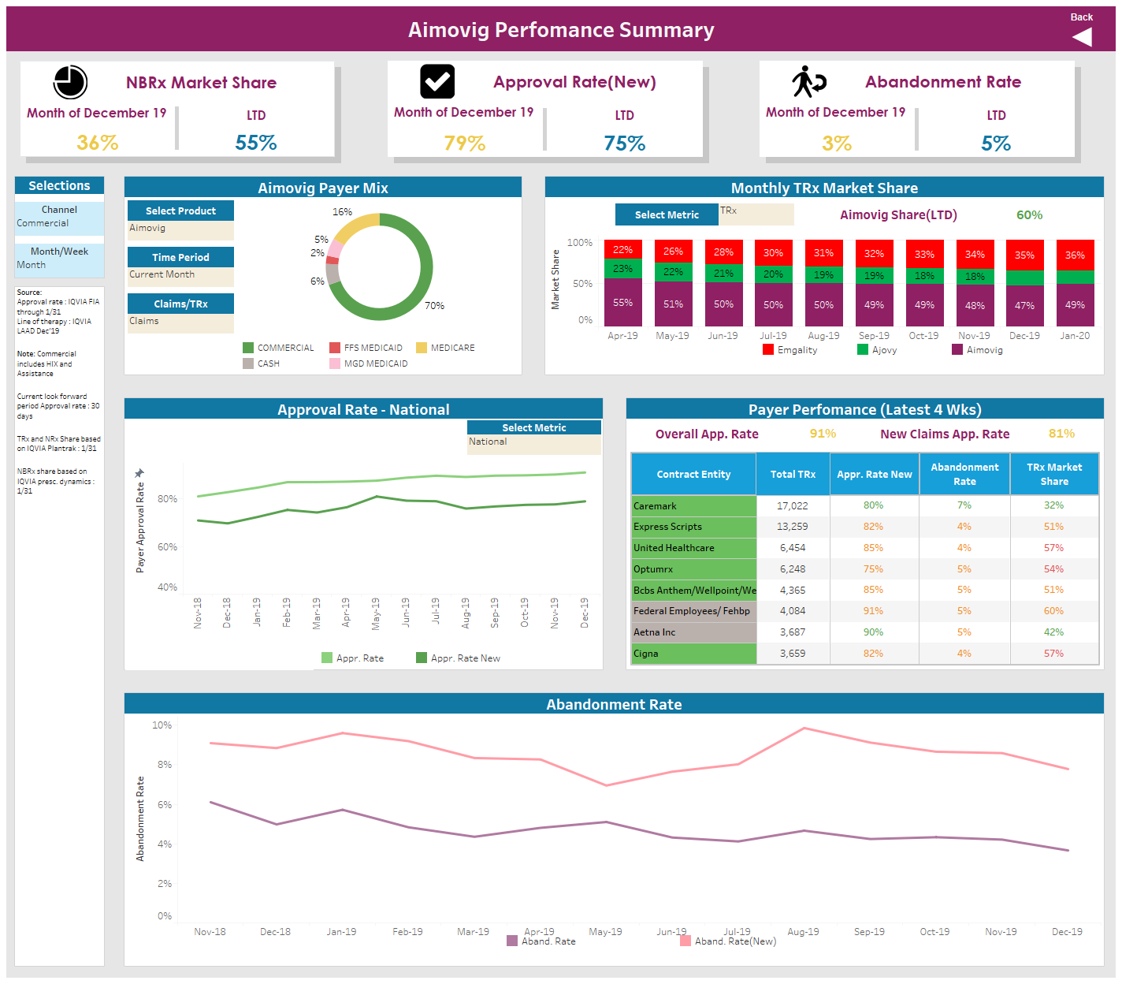 Aimovig Perfomance Summary
Back
NBRx Market Share
Month of December 19
LTD
36%
55%
Approval Rate(New)
Month of December 19
LTD
79%
75%
Abandonment Rate
Month of December 19
LTD
3%
5%
Selections
Channel
Commercial
Month/Week
Month
Source:
Approval rate : IQVIA FIA
through 1/31
Line of therapy : IQVIA
LAAD Dec'19
Note: Commercial
includes HIX and
Assistance
Current look forward
period Approval rate : 30
days
TRx and NRx Share based
on IQVIA Plantrak : 1/31
NBRx share based on
IQVIA presc. dynamics :
1/31
Aimovig Payer Mix
Select Product
Aimovig
Time Period
Current Month
Claims/TRx
Claims
16%
5%
2%
6%
70%
COMMERCIAL
FFS MEDICAID
MEDICARE
CASH
MGD MEDICAID
Monthly TRx Market Share
Select Metric
TRx
Aimovig Share(LTD)
60%
Market Share
100%
50%
0%
22% 26% 28% 30% 31% 32% 33% 34% 35% 36%
23% 22% 21% 20% 19% 19% 18% 18%
55% 51% 50% 50% 50% 49% 49% 48% 47% 49%
Apr-19 May-19 Jun-19 Jul-19 Aug-19 Sep-19 Oct-19 Nov-19 Dec-19 Jan-20
Emgality
Ajovy
Aimovig
Approval Rate - National
Select Metric
National
Payer Approval Rate
80%
60%
40%
Nov-18 Dec-18 Jan-19 Feb-19 Mar-19 Apr-19 May-19 Jun-19 Jul-19 Aug-19 Sep-19 Oct-19 Nov-19 Dec-19
Appr. Rate
Appr. Rate New
Payer Perfomance (Latest 4 Wks)
Overall App. Rate
91%
New Claims App. Rate
81%
Contract Entity
Total TRx
Appr. Rate New
Abandonment
Rate
TRx Market
Share
Caremark 17,022 80% 7% 32%
Express Scripts 13,259 82% 4% 51%
United Healthcare 6,454 85% 4% 57%
Optumrx 6,248 75% 5% 54%
Bcbs Anthem/Wellpoint/We 4,365 85% 5% 51%
Federal Employees/ Fehbp 4,084 91% 5% 60%
Aetna Inc 3,687 90% 5% 42%
Cigna 3,659 82% 4% 57%
Abandonment Rate
Abandonment Rate
10%
8%
6%
4%
2%
0%
Nov-18 Dec-18 Jan-19 Feb-19 Mar-19 Apr-19 May-19 Jun-19 Jul-19 Aug-19 Sep-19 Oct-19 Nov-19 Dec-19
Aband. Rate
Aband. Rate(New)